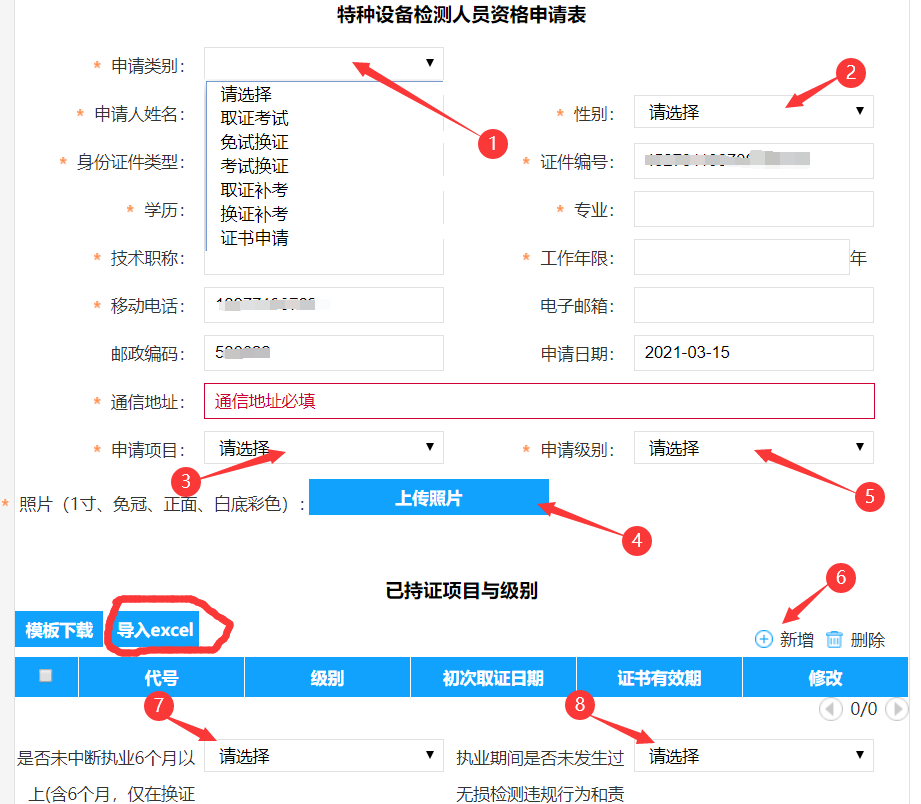 特种设备检测人员资格申请表
* 申请类别：
1
请选择
取证考试
免试换证
考试换证
取证补考
换证补考
证书申请
2
* 申请人姓名：
* 性别： 请选择
* 身份证件类型：
* 证件编号：
* 学历：
* 专业：
* 技术职称：
* 工作年限： 年
* 移动电话：
电子邮箱：
邮政编码：
申请日期： 2021-03-15
* 通信地址： 通信地址必填
* 申请项目： 请选择
* 申请级别： 请选择
3
5
* 照片（1寸、免冠、正面、白底彩色）： 上传照片
4
已持证项目与级别
6
模板下载 导入excel
新增 删除
代号 级别 初次取证日期 证书有效期 修改
7
8
0/0
是否未中断执业6个月以 请选择
执业期间是否未发生过 请选择
上(含6个月，仅在换证
无损检测违规行为和责